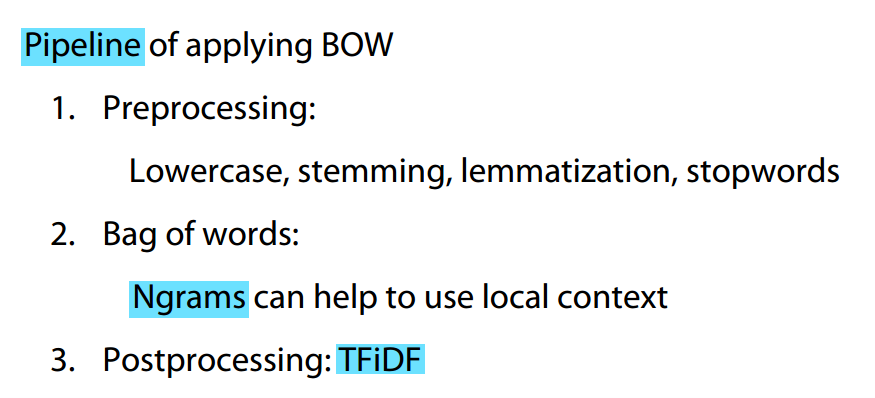 Pipeline of applying BOW
1. Preprocessing:
Lowercase, stemming, lemmatization, stopwords
2. Bag of words:
Ngrams can help to use local context
3. Postprocessing: TFiDF